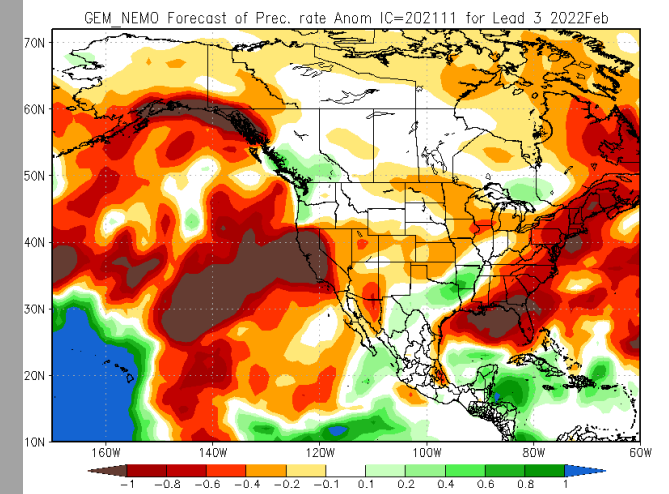 GEM_NEMO Forecast of Prec. rate Anom IC=202111 for Lead 3 2022Feb
70N
60N
50N
40N
30N
20N
10N
160W 140W 120W 100W 80W 60W
-1 -0.8 -0.6 -0.4 -0.2 -0.1 0.1 0.2 0.4 0.6 0.8 1